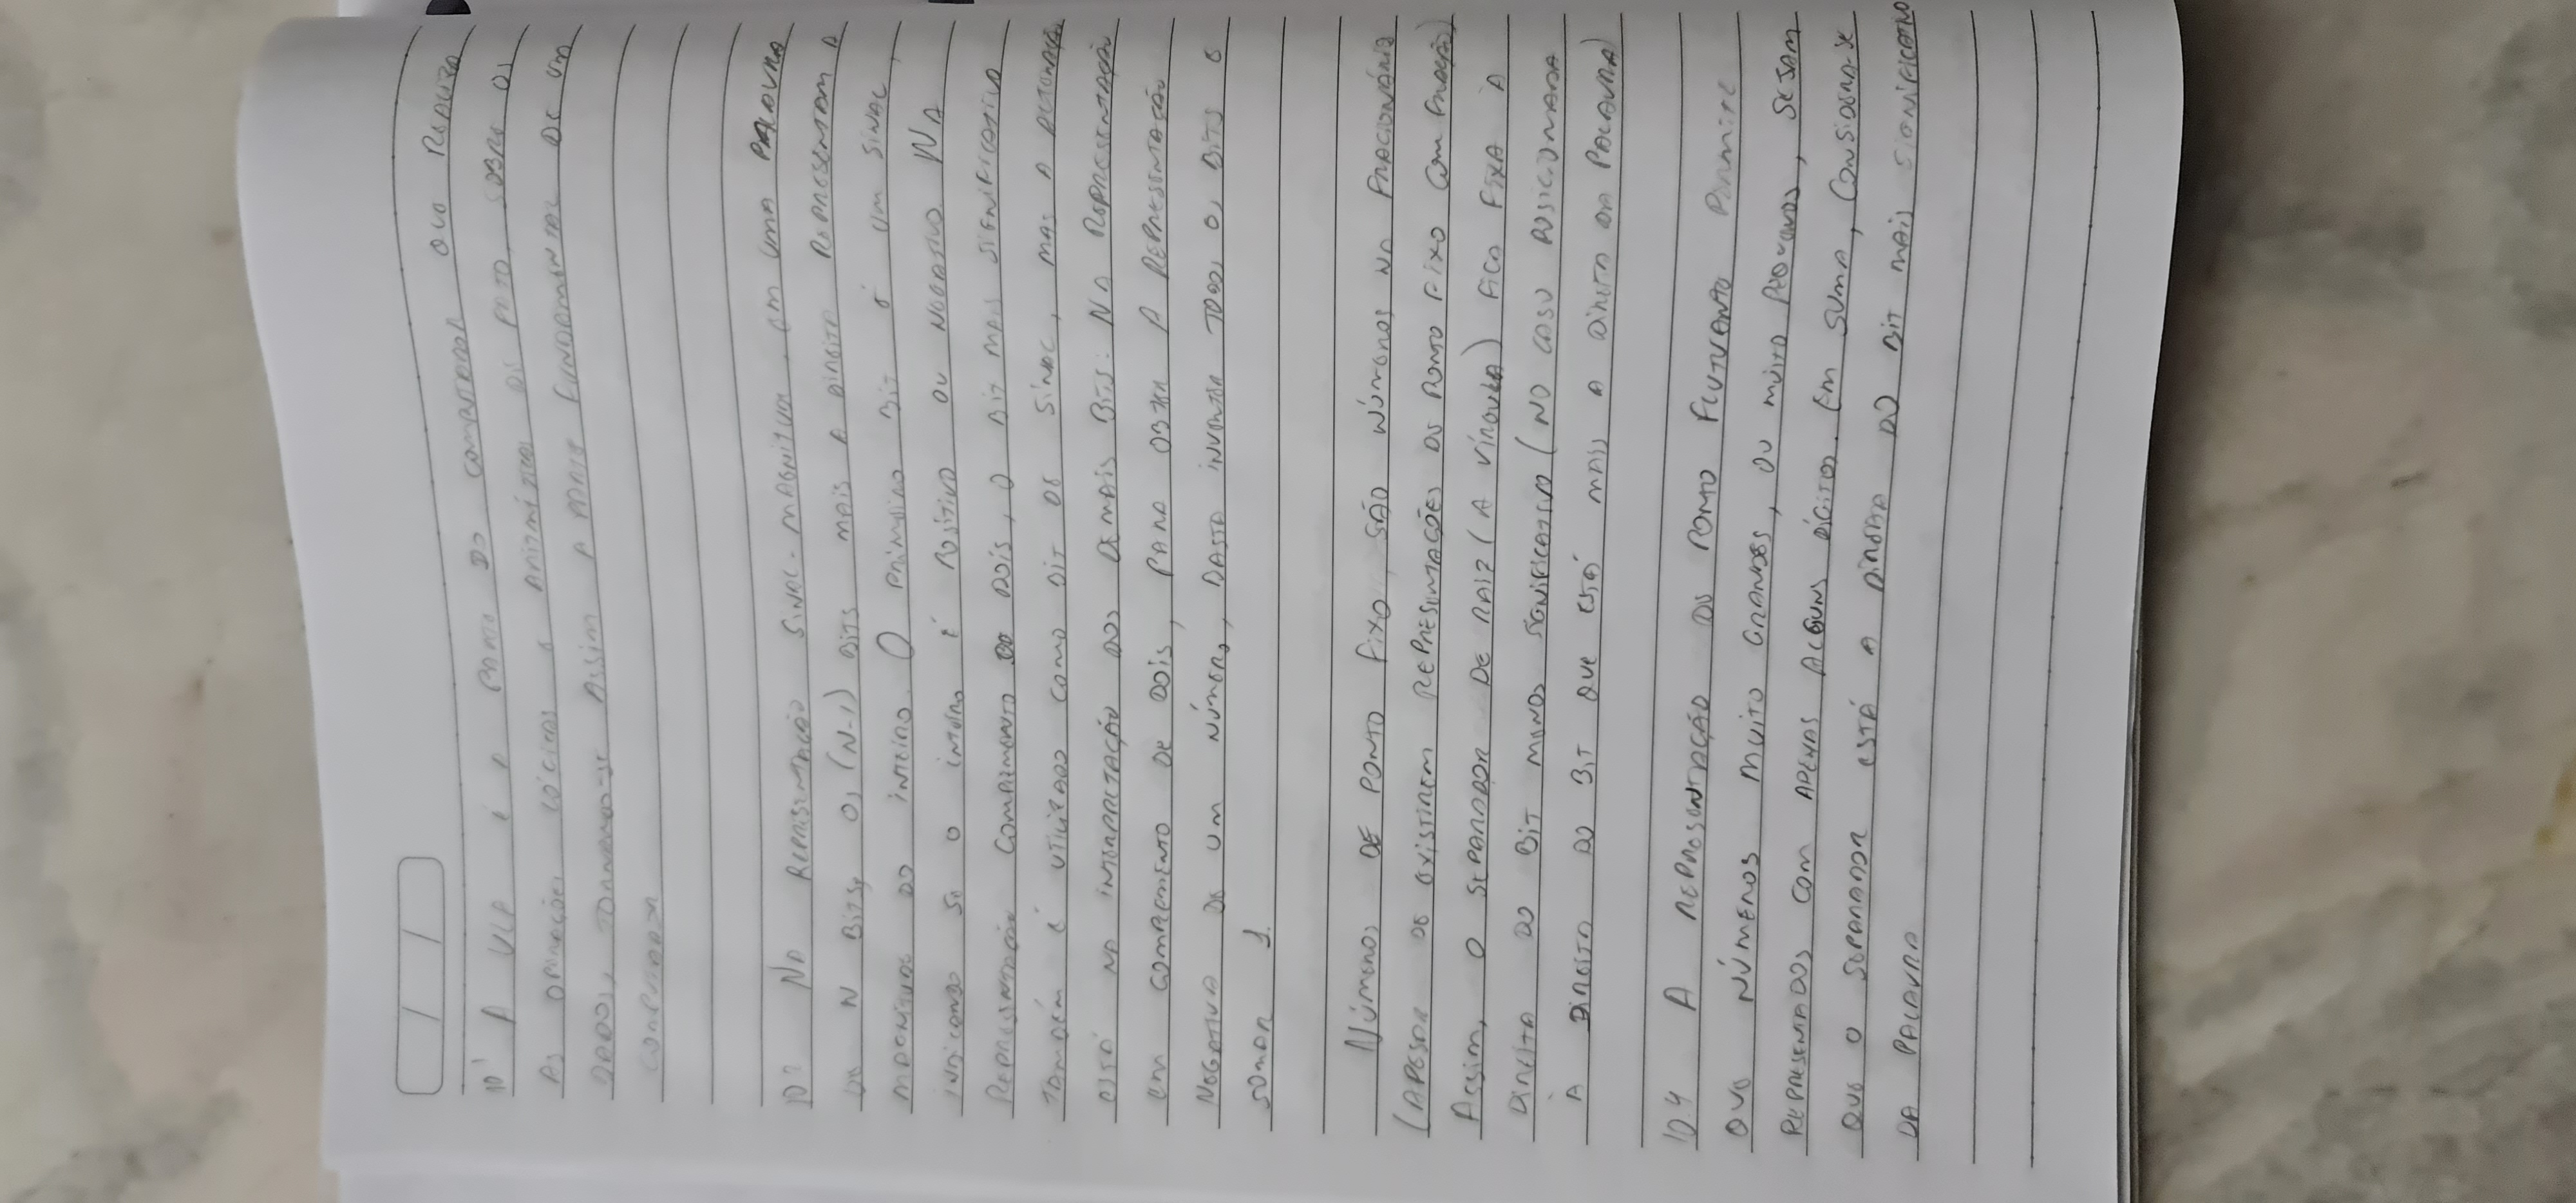 10.1 A ULA é a parte do computador que realiza
as operações lógicas e aritméticas de fato sobre os
dados, tornando-se assim a parte fundamental de um
computador
10.2 Na representação sinal-magnitude, em uma palavra
de N bits, os (N-1) bits mais a direita representam a
magnitude do inteiro. O primeiro bit é um sinal,
indicando se o inteiro é positivo ou negativo. Na
representação complemento de dois, o bit mais significativo
também é utilizado como bit de sinal, mas a
está na interpretação dos demais bits. Na representação
em complemento de dois, para obter a representação
negativa de um número, basta inverter todos os bits e
somar 1.
Números de ponto fixo são números na fracionária
(apesar de existirem representações de ponto fixo com fração)
Assim, o separador de raiz (a vírgula) fica fixa à
direita do bit menos significativo (no caso posicionada
à direita do bit que está mais a direita da palavra)
10.4 A representação de ponto flutuante permite
que números muito grandes, ou muito pequenos, sejam
representados com apenas alguns dígitos. Em suma, considera-se
que o separador está a direita do bit mais significativo
da palavra